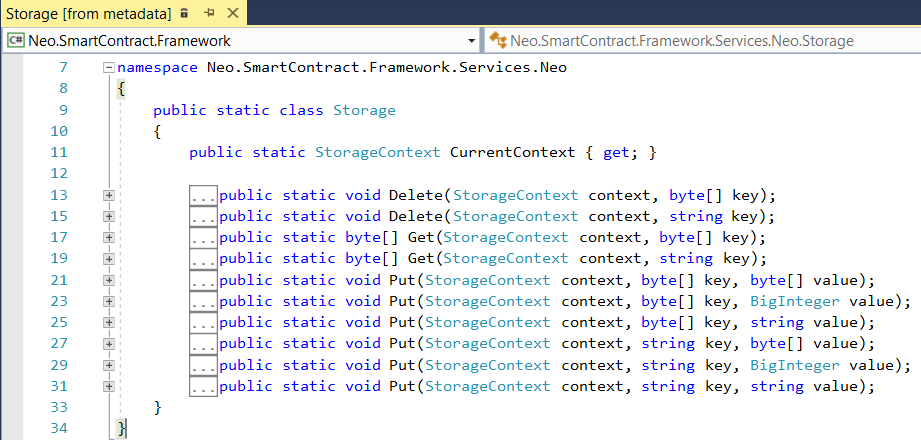 Storage [from metadata]
C# Neo.SmartContract.Framework
Neo.SmartContract.Framework.Services.Neo.Storage
7 namespace Neo.SmartContract.Framework.Services.Neo
8 {
9 public static class Storage
10 {
11 public static StorageContext CurrentContext { get; }
12
13 ...public static void Delete(StorageContext context, byte[] key);
15 ...public static void Delete(StorageContext context, string key);
17 ...public static byte[] Get(StorageContext context, byte[] key);
19 ...public static byte[] Get(StorageContext context, string key);
21 ...public static void Put(StorageContext context, byte[] key, byte[] value);
23 ...public static void Put(StorageContext context, byte[] key, BigInteger value);
25 ...public static void Put(StorageContext context, byte[] key, string value);
27 ...public static void Put(StorageContext context, string key, byte[] value);
29 ...public static void Put(StorageContext context, string key, BigInteger value);
31 ...public static void Put(StorageContext context, string key, string value);
33 }
34 }